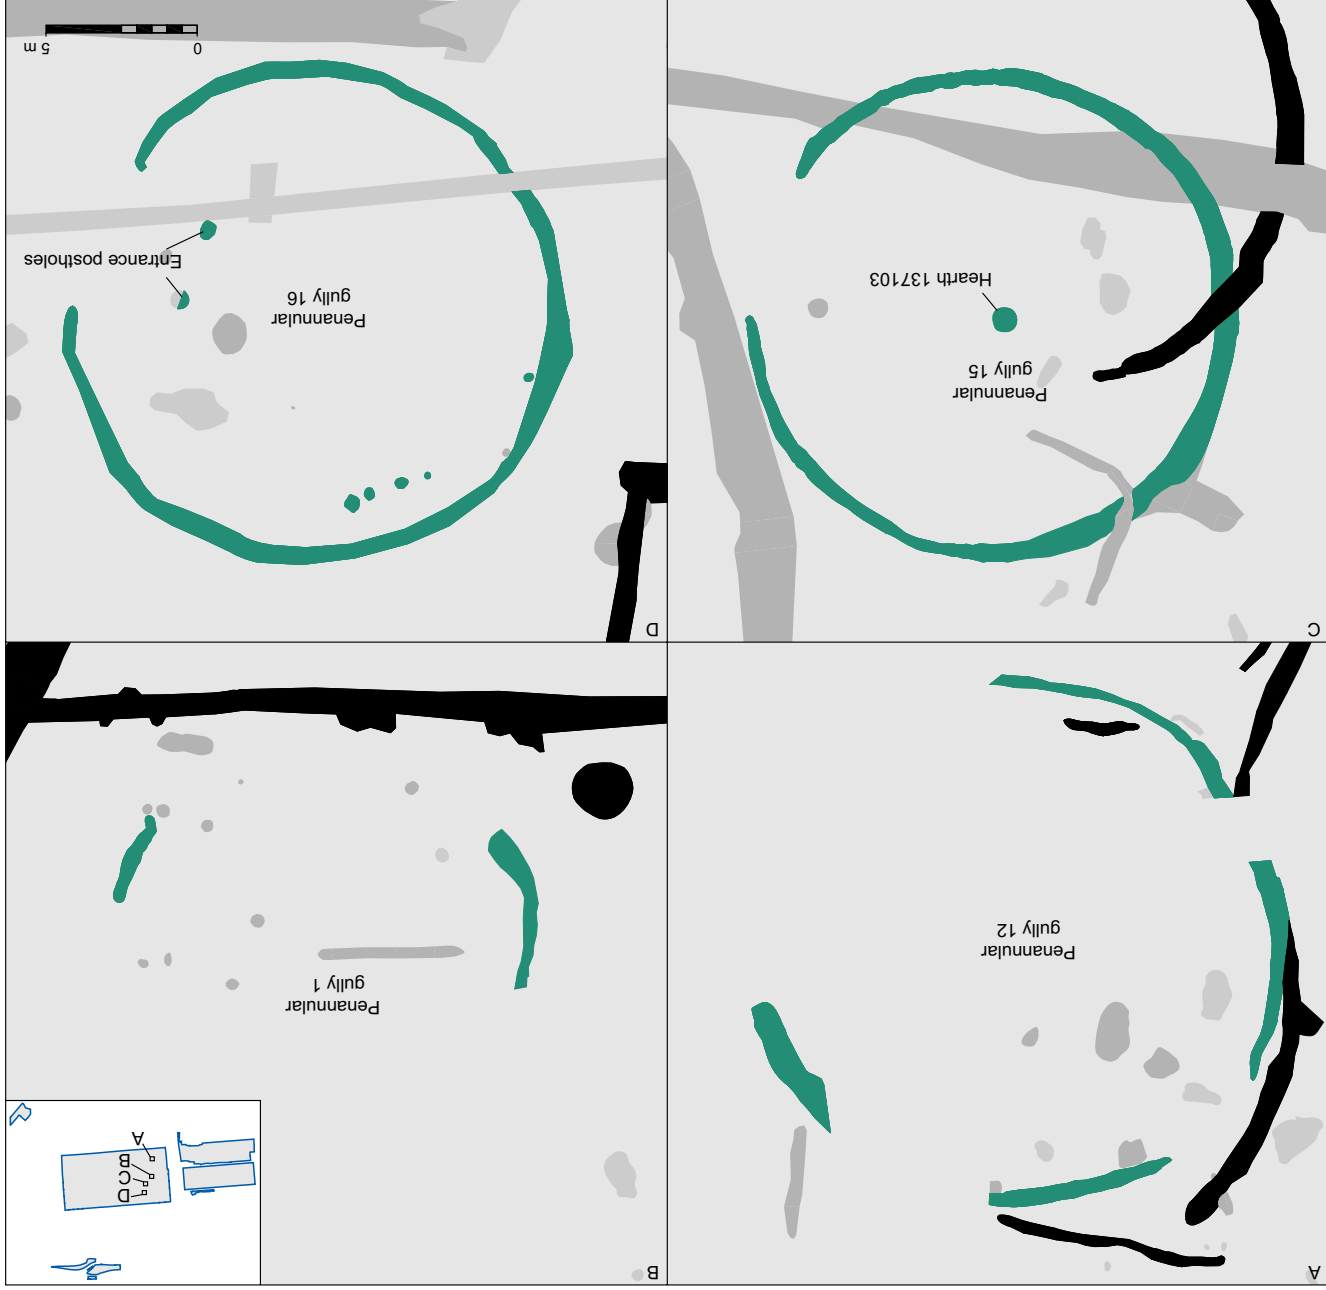 A
Penannular
gully 12
B
Penannular
gully 1
A
B
C
D
C
Penannular
gully 15
Hearth 137103
D
Penannular
gully 16
Entrance postholes
0
5 m